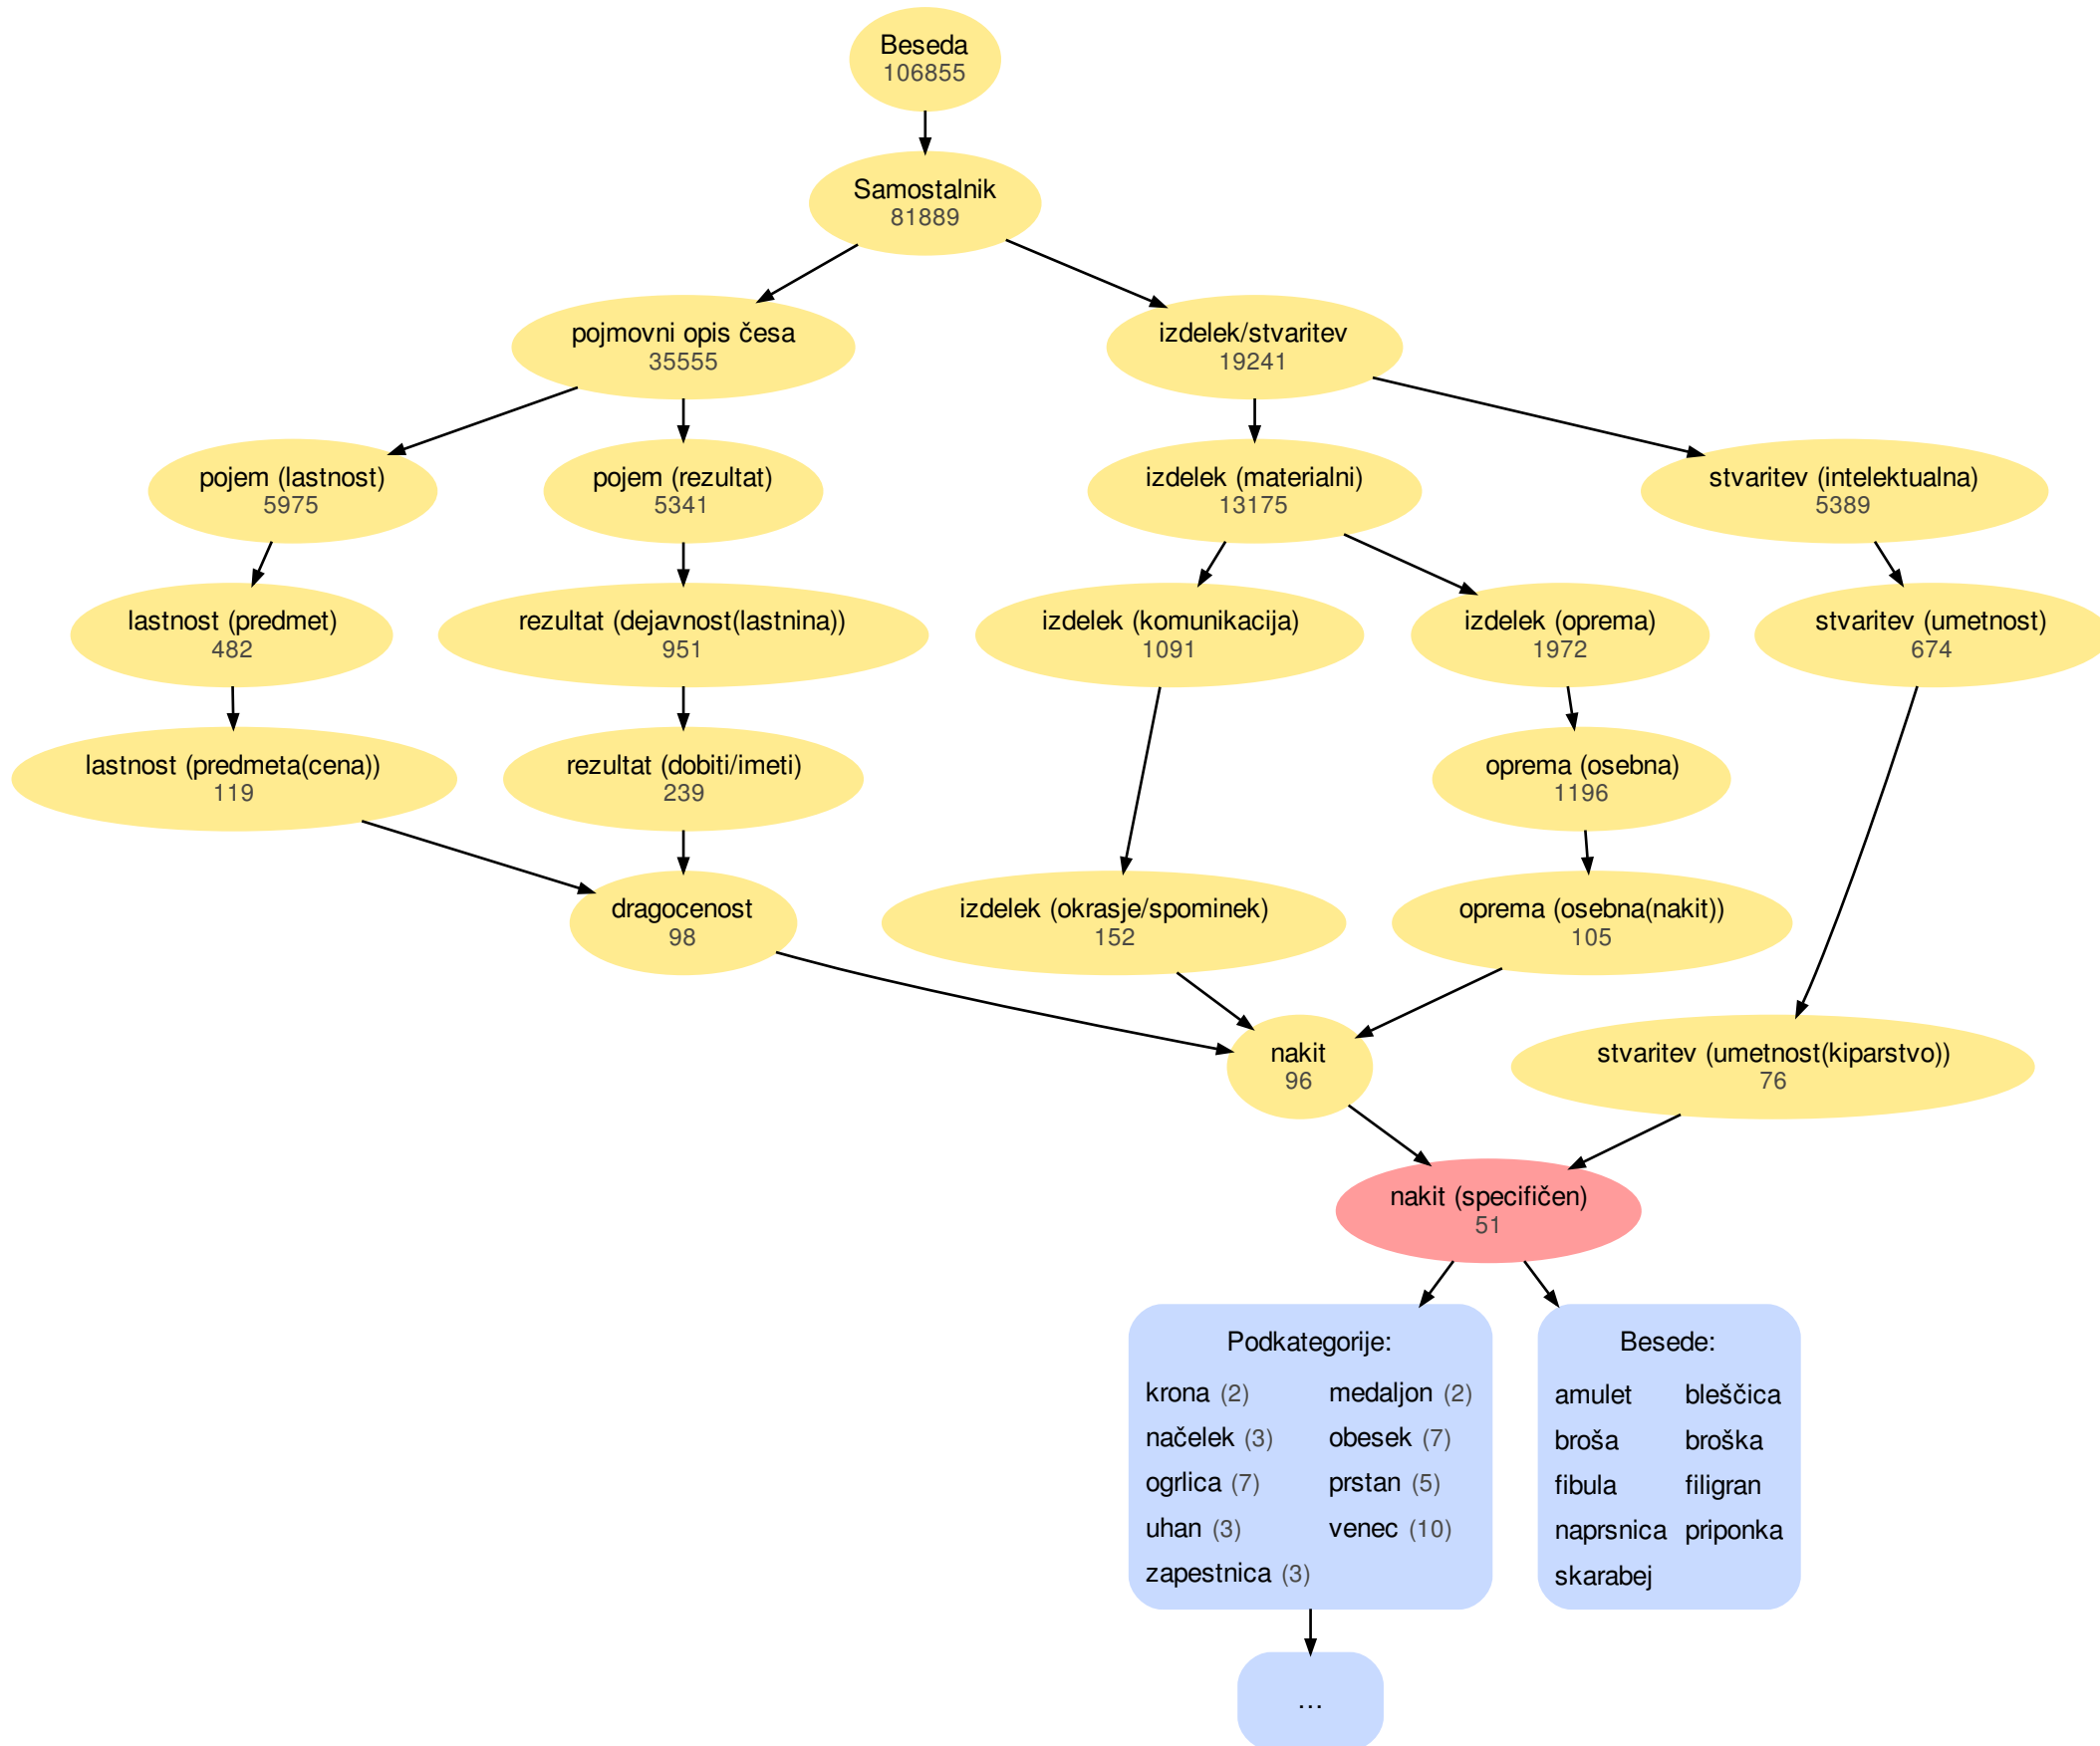 Beseda
106855
Samostalnik
81889
pojmovni opis česa
35555
izdelek/stvaritev
19241
pojem (lastnost)
5975
pojem (rezultat)
5341
izdelek (materialni)
13175
stvaritev (intelektualna)
5389
lastnost (predmet)
482
rezultat (dejavnost(lastnina))
951
izdelek (komunikacija)
1091
izdelek (oprema)
1972
stvaritev (umetnost)
674
lastnost (predmeta(cena))
119
rezultat (dobiti/imeti)
239
oprema (osebna)
1196
dragocenost
98
izdelek (okrasje/spominek)
152
oprema (osebna(nakit))
105
nakit
96
stvaritev (umetnost(kiparstvo))
76
nakit (specifičen)
51
Podkategorije:
krona (2) medaljon (2)
načelek (3) obesek (7)
ogrlica (7) prstan (5)
uhan (3) venec (10)
zapestnica (3)
Besede:
amulet bleščica
broša broška
fibula filigran
naprsnica priponka
skarabej
...